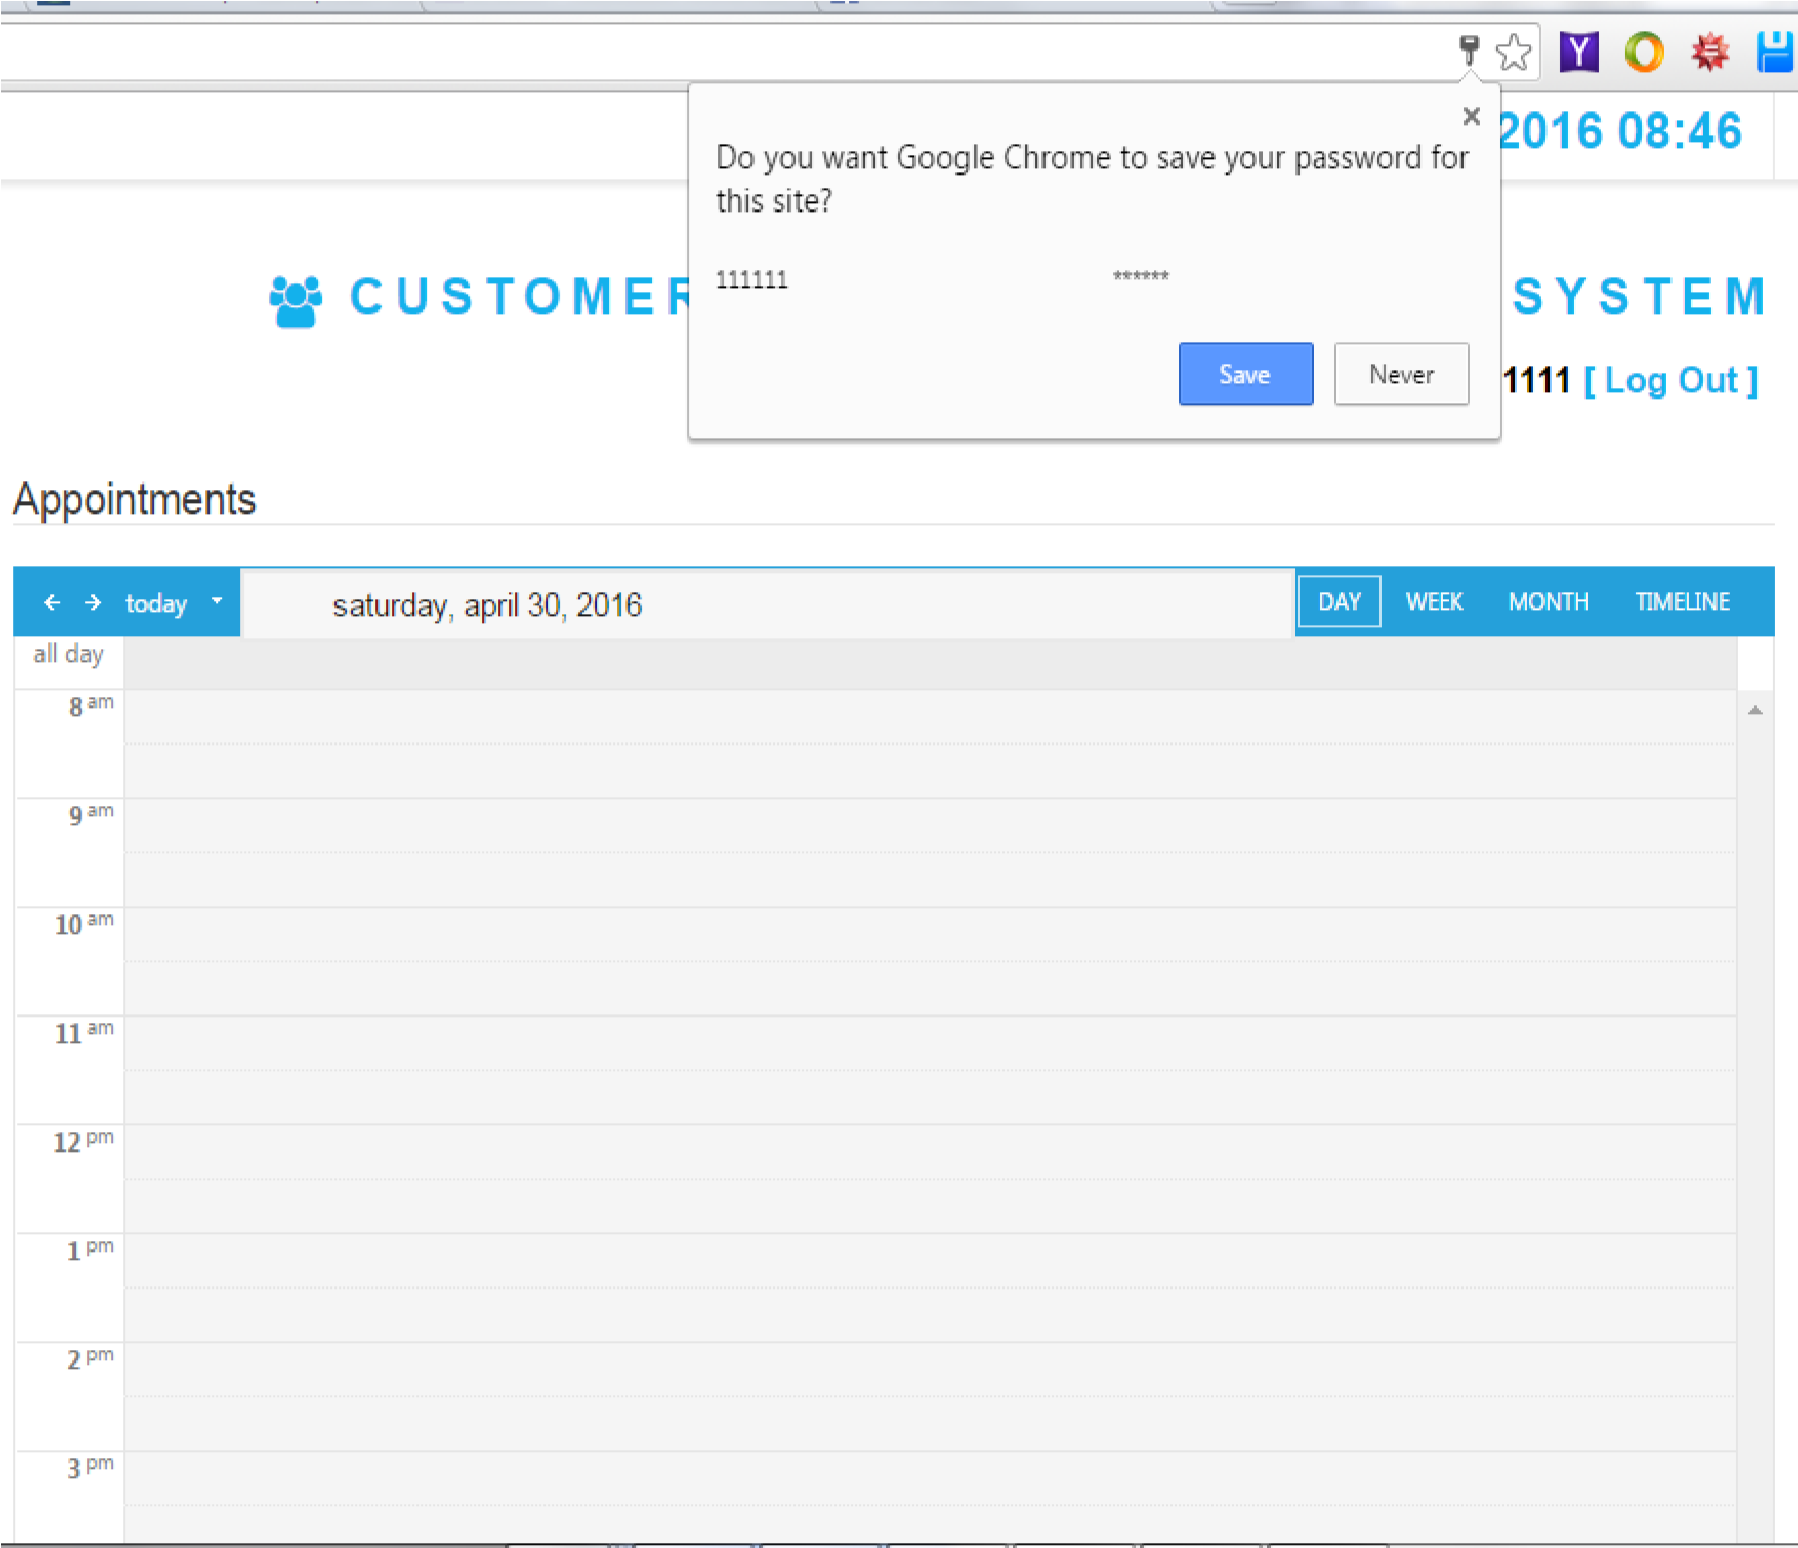 Y
2016 08:46
Do you want Google Chrome to save your password for
this site?
111111 ******
Save Never
CUSTOMER SYSTEM
1111 [ Log Out ]
Appointments
today saturday, april 30, 2016 DAY WEEK MONTH TIMELINE
all day
8 am
9 am
10 am
11 am
12 pm
1 pm
2 pm
3 pm